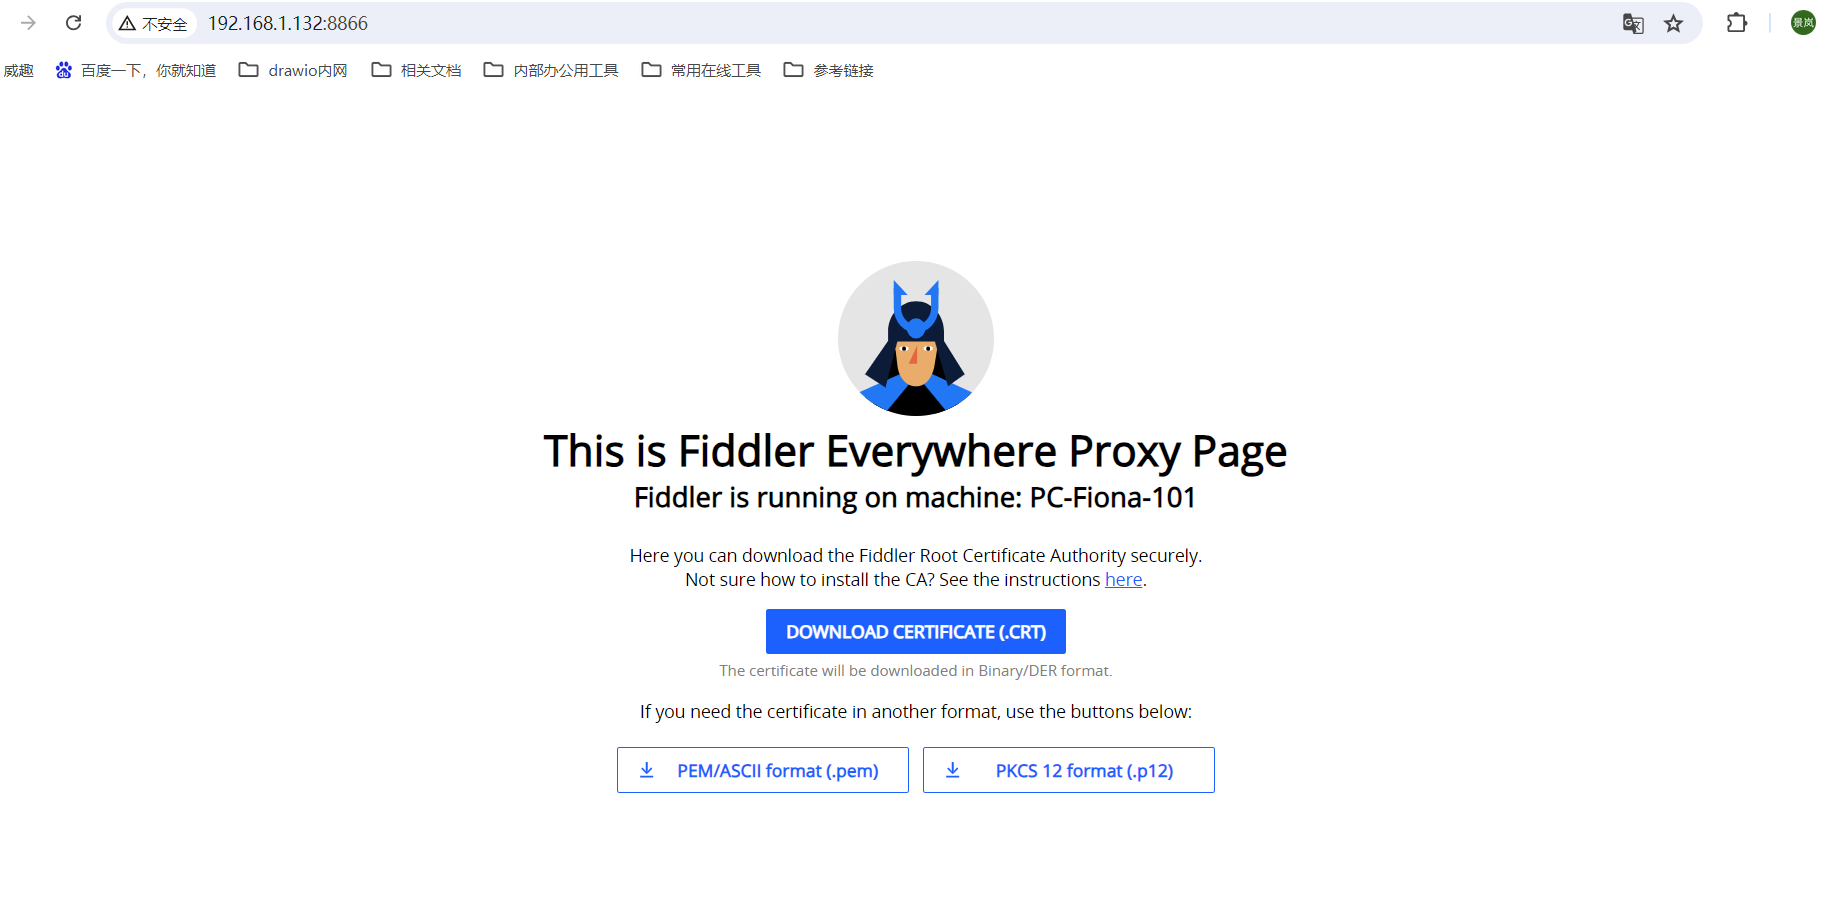 不安全 192.168.1.132:8866
景岚
威趣 百度一下，你就知道 drawio内网 相关文档 内部办公用工具 常用在线工具 参考链接
This is Fiddler Everywhere Proxy Page
Fiddler is running on machine: PC-Fiona-101
Here you can download the Fiddler Root Certificate Authority securely.
Not sure how to install the CA? See the instructions here.
DOWNLOAD CERTIFICATE (.CRT)
The certificate will be downloaded in Binary/DER format.
If you need the certificate in another format, use the buttons below:
PEM/ASCII format (.pem) PKCS 12 format (.p12)